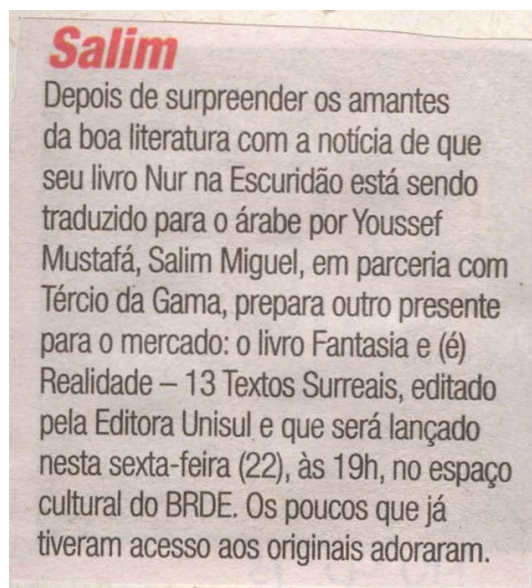 Salim
Depois de surpreender os amantes
da boa literatura com a notícia de que
seu livro Nur na Escuridão está sendo
traduzido para o árabe por Youssef
Mustafá, Salim Miguel, em parceria com
Tércio da Gama, prepara outro presente
para o mercado: o livro Fantasia e (é)
Realidade – 13 Textos Surreais, editado
pela Editora Unisul e que será lançado
nesta sexta-feira (22), às 19h, no espaço
cultural do BRDE. Os poucos que já
tiveram acesso aos originais adoraram.